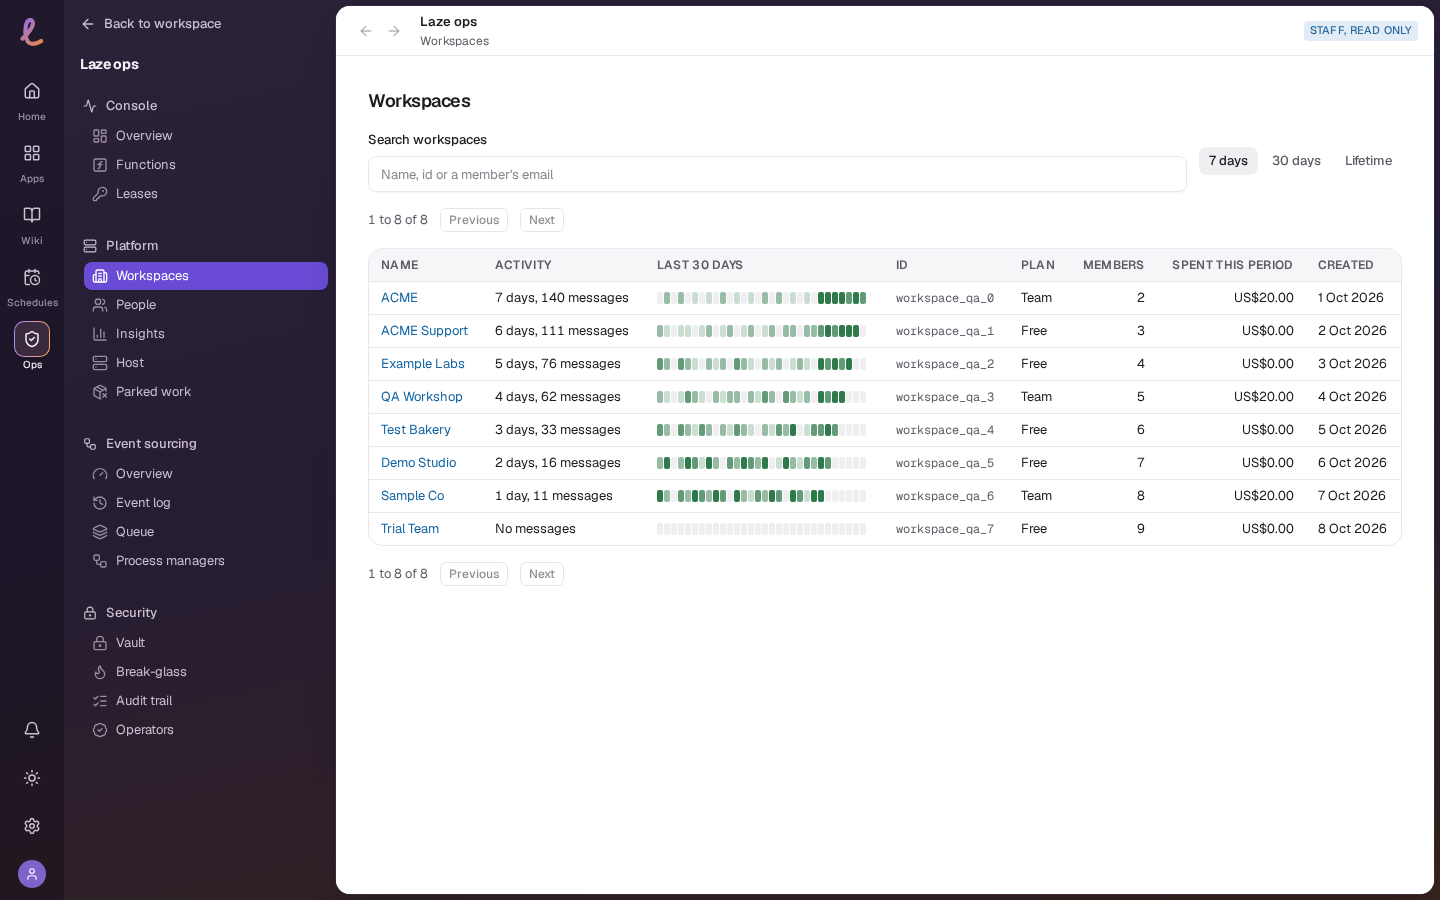 Home
Apps
Wiki
Schedules
Ops
Back to workspace
Laze ops
Console
Overview
Functions
Leases
Platform
Workspaces
People
Insights
Host
Parked work
Event sourcing
Overview
Event log
Queue
Process managers
Security
Vault
Break-glass
Audit trail
Operators
Laze ops
Workspaces
STAFF, READ ONLY
Workspaces
Search workspaces
Name, id or a member's email
7 days 30 days Lifetime
1 to 8 of 8 Previous Next
NAME ACTIVITY LAST 30 DAYS ID PLAN MEMBERS SPENT THIS PERIOD CREATED
ACME 7 days, 140 messages workspace_qa_0 Team 2 US$20.00 1 Oct 2026
ACME Support 6 days, 111 messages workspace_qa_1 Free 3 US$0.00 2 Oct 2026
Example Labs 5 days, 76 messages workspace_qa_2 Free 4 US$0.00 3 Oct 2026
QA Workshop 4 days, 62 messages workspace_qa_3 Team 5 US$20.00 4 Oct 2026
Test Bakery 3 days, 33 messages workspace_qa_4 Free 6 US$0.00 5 Oct 2026
Demo Studio 2 days, 16 messages workspace_qa_5 Free 7 US$0.00 6 Oct 2026
Sample Co 1 day, 11 messages workspace_qa_6 Team 8 US$20.00 7 Oct 2026
Trial Team No messages workspace_qa_7 Free 9 US$0.00 8 Oct 2026
1 to 8 of 8 Previous Next